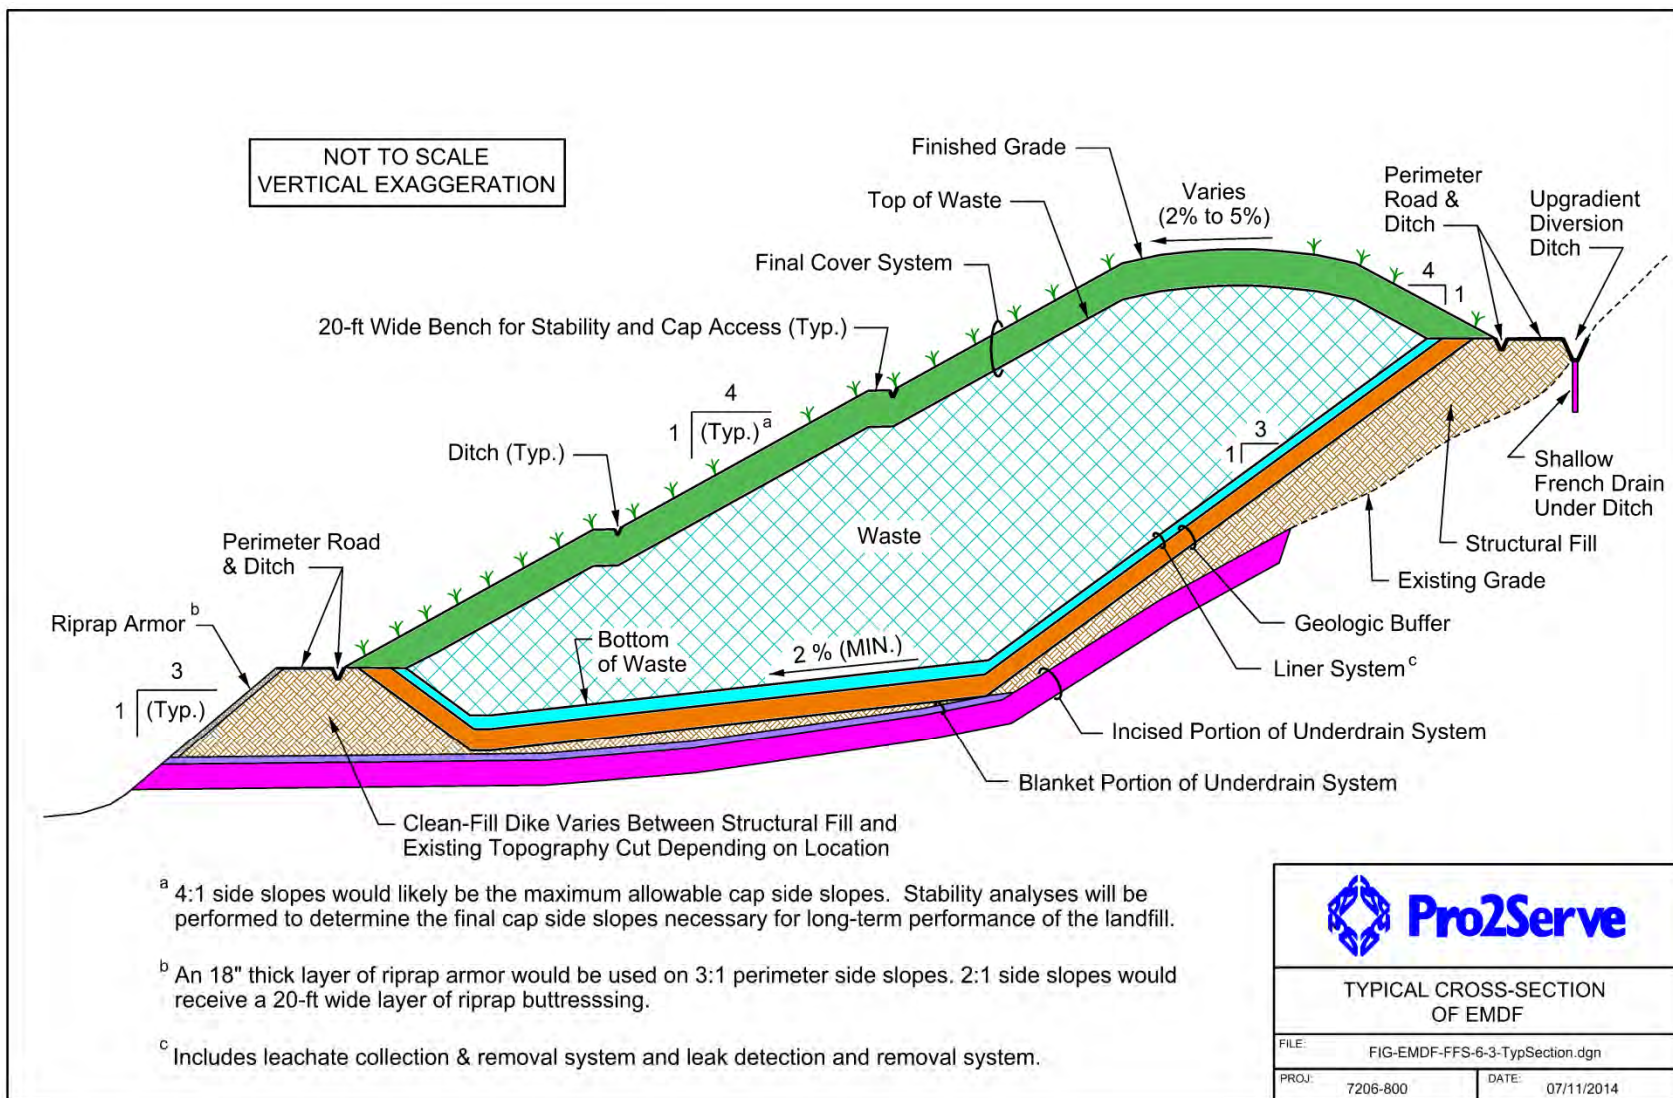 NOT TO SCALE
VERTICAL EXAGGERATION
Finished Grade
Top of Waste
Final Cover System
Varies
(2% to 5%)
Perimeter
Road &
Ditch
Upgradient
Diversion
Ditch
4
1
20-ft Wide Bench for Stability and Cap Access (Typ.)
4
1 (Typ.) a
Ditch (Typ.)
3
1
Shallow
French Drain
Under Ditch
Structural Fill
Existing Grade
Waste
Perimeter Road
& Ditch
Riprap Armor b
3
1 (Typ.)
Bottom
of Waste
2 % (MIN.)
Geologic Buffer
Liner System c
Incised Portion of Underdrain System
Blanket Portion of Underdrain System
Clean-Fill Dike Varies Between Structural Fill and
Existing Topography Cut Depending on Location
a 4:1 side slopes would likely be the maximum allowable cap side slopes. Stability analyses will be
performed to determine the final cap side slopes necessary for long-term performance of the landfill.
b An 18" thick layer of riprap armor would be used on 3:1 perimeter side slopes. 2:1 side slopes would
receive a 20-ft wide layer of riprap buttresssing.
c Includes leachate collection & removal system and leak detection and removal system.
Pro2Serve
TYPICAL CROSS-SECTION
OF EMDF
FILE: FIG-EMDF-FFS-6-3-TypSection.dgn
PROJ: 7206-800
DATE: 07/11/2014